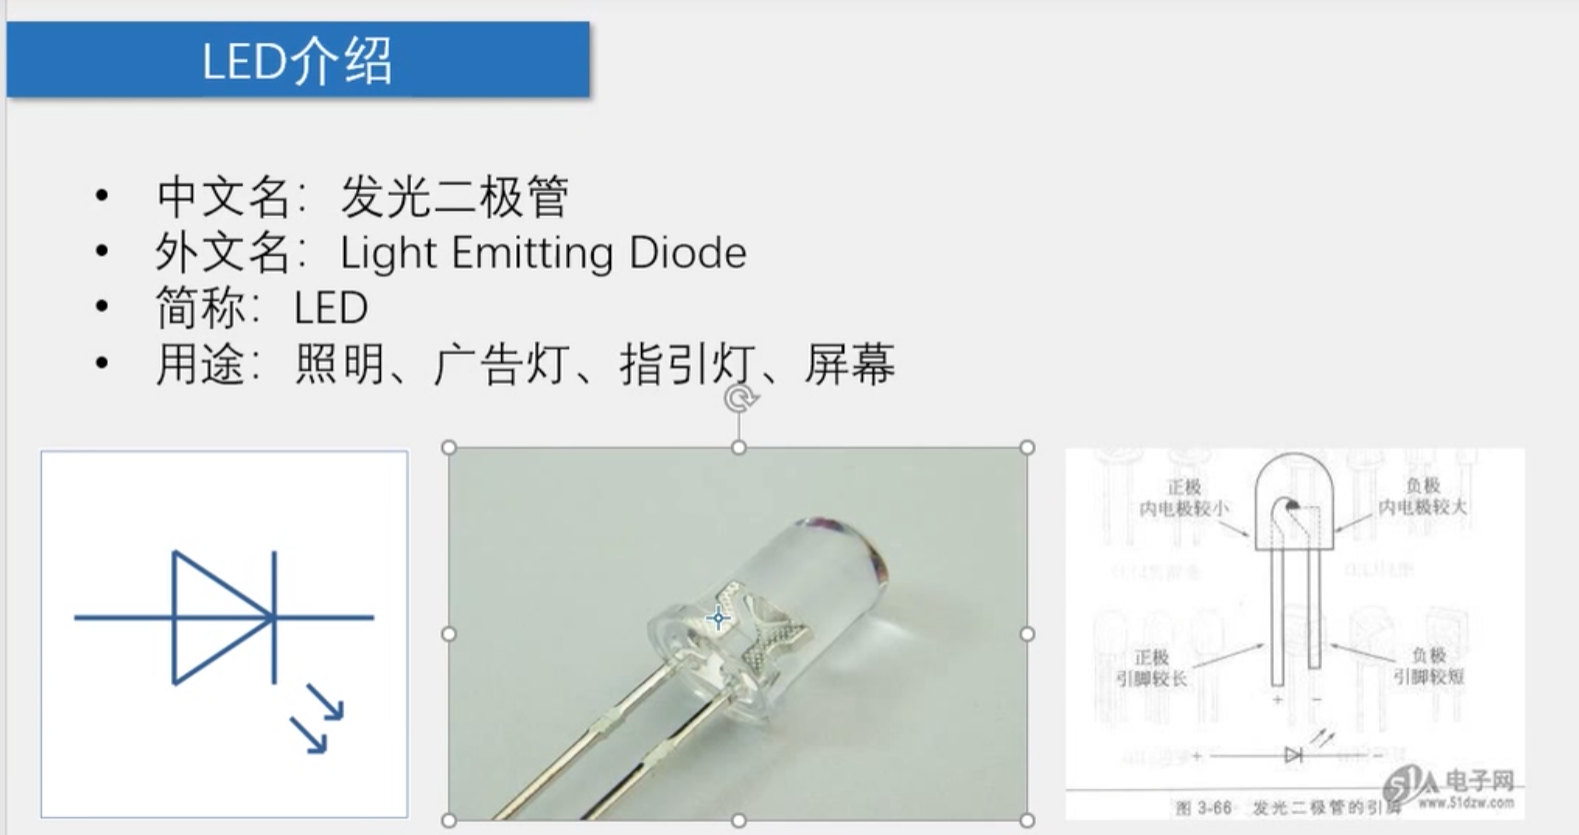 LED介绍
• 中文名：发光二极管
• 外文名：Light Emitting Diode
• 简称：LED
• 用途：照明、广告灯、指引灯、屏幕
正极
内电极较小
负极
内电极较大
正极
引脚较长
负极
引脚较短
+ −
+ −
51A 电子网
www.51dzw.com
图 3-66 发光二极管的引脚